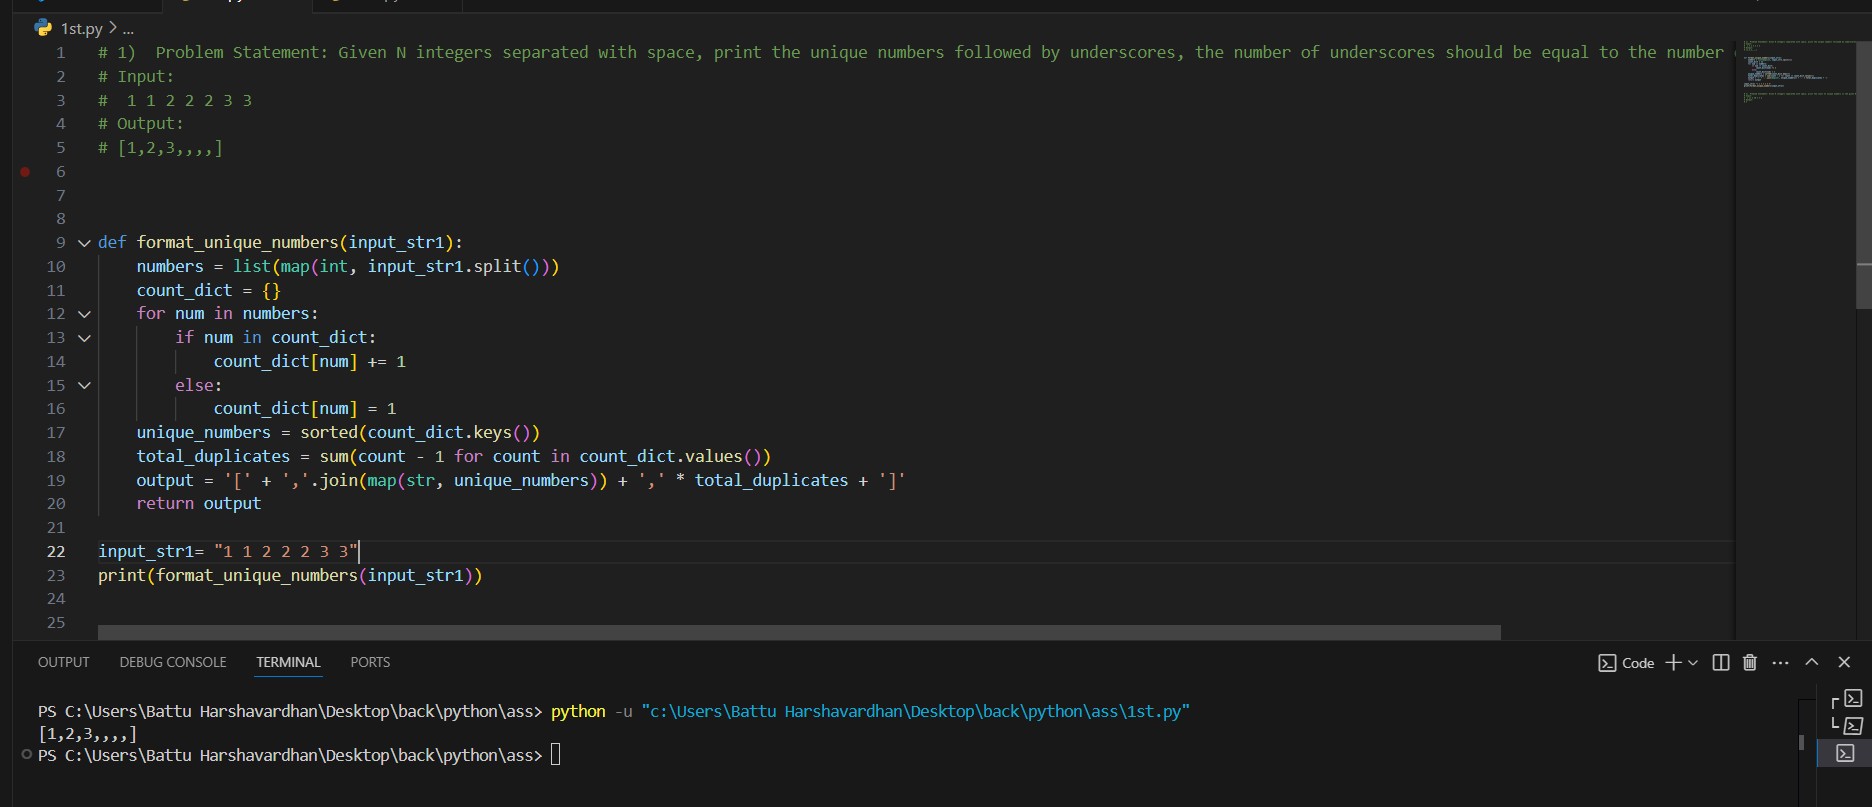 1st.py > ...
1 # 1)  Problem Statement: Given N integers separated with space, print the unique numbers followed by underscores, the number of underscores should be equal to the number
2 # Input:
3 #  1 1 2 2 2 3 3
4 # Output:
5 # [1,2,3,,,,]
6
7
8
9 def format_unique_numbers(input_str1):
10     numbers = list(map(int, input_str1.split()))
11     count_dict = {}
12     for num in numbers:
13         if num in count_dict:
14             count_dict[num] += 1
15         else:
16             count_dict[num] = 1
17     unique_numbers = sorted(count_dict.keys())
18     total_duplicates = sum(count - 1 for count in count_dict.values())
19     output = '[' + ','.join(map(str, unique_numbers)) + ',' * total_duplicates + ']'
20     return output
21
22 input_str1= "1 1 2 2 2 3 3"
23 print(format_unique_numbers(input_str1))
24
25
OUTPUT DEBUG CONSOLE TERMINAL PORTS Code
PS C:\Users\Battu Harshavardhan\Desktop\back\python\ass> python -u "c:\Users\Battu Harshavardhan\Desktop\back\python\ass\1st.py"
[1,2,3,,,,]
PS C:\Users\Battu Harshavardhan\Desktop\back\python\ass>